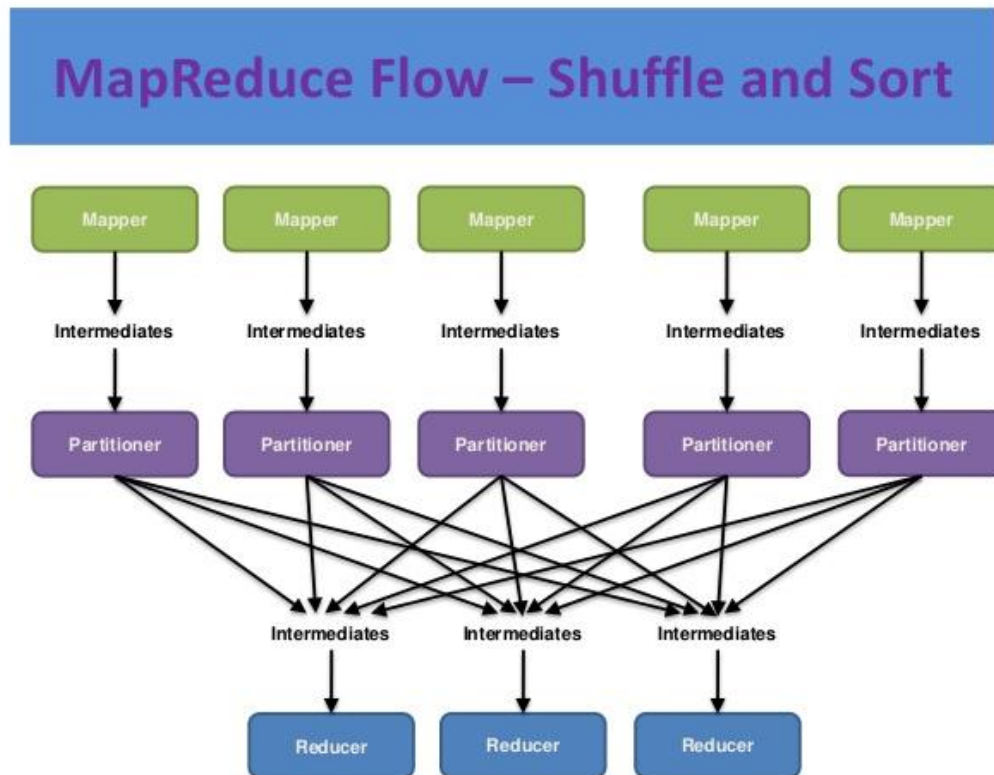 MapReduce Flow – Shuffle and Sort
Mapper Mapper Mapper Mapper Mapper
Intermediates Intermediates Intermediates Intermediates Intermediates
Partitioner Partitioner Partitioner Partitioner Partitioner
Intermediates Intermediates Intermediates
Reducer Reducer Reducer